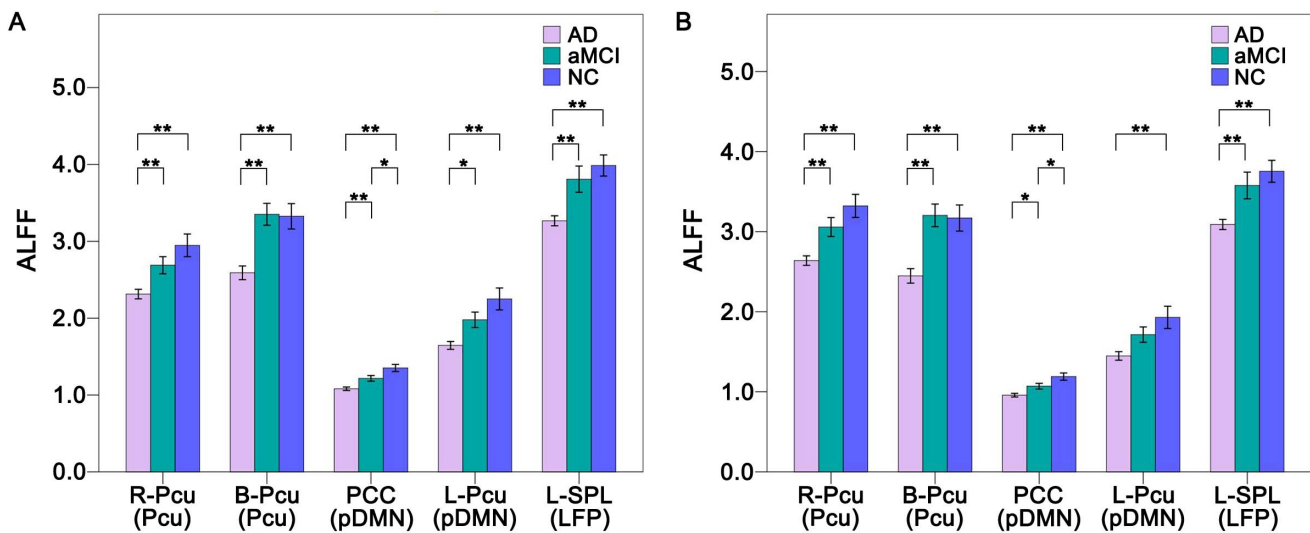 A
AD
aMCI
NC
ALFF
5.0
4.0
3.0
2.0
1.0
0.0
** ** ** ** **
** ** * * **
**
R-Pcu B-Pcu PCC L-Pcu L-SPL
(Pcu) (Pcu) (pDMN) (pDMN) (LFP)
B
AD
aMCI
NC
ALFF
5.0
4.0
3.0
2.0
1.0
0.0
** ** ** ** **
** ** * **
*
R-Pcu B-Pcu PCC L-Pcu L-SPL
(Pcu) (Pcu) (pDMN) (pDMN) (LFP)